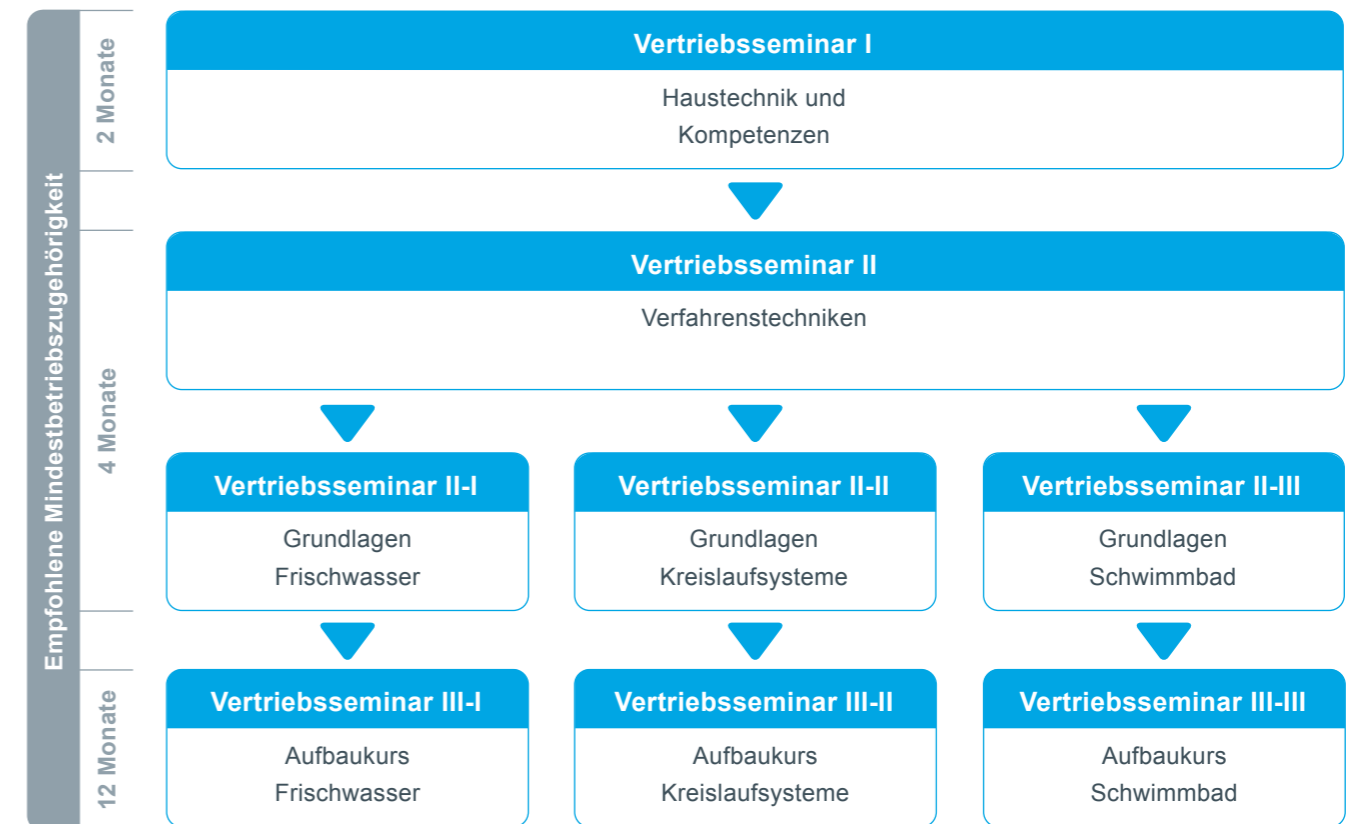 Empfohlene Mindestbetriebszugehörigkeit
2 Monate
Vertriebsseminar I
Haustechnik und
Kompetenzen
4 Monate
Vertriebsseminar II
Verfahrenstechniken
Vertriebsseminar II-I
Grundlagen
Frischwasser
Vertriebsseminar II-II
Grundlagen
Kreislaufsysteme
Vertriebsseminar II-III
Grundlagen
Schwimmbad
12 Monate
Vertriebsseminar III-I
Aufbaukurs
Frischwasser
Vertriebsseminar III-II
Aufbaukurs
Kreislaufsysteme
Vertriebsseminar III-III
Aufbaukurs
Schwimmbad